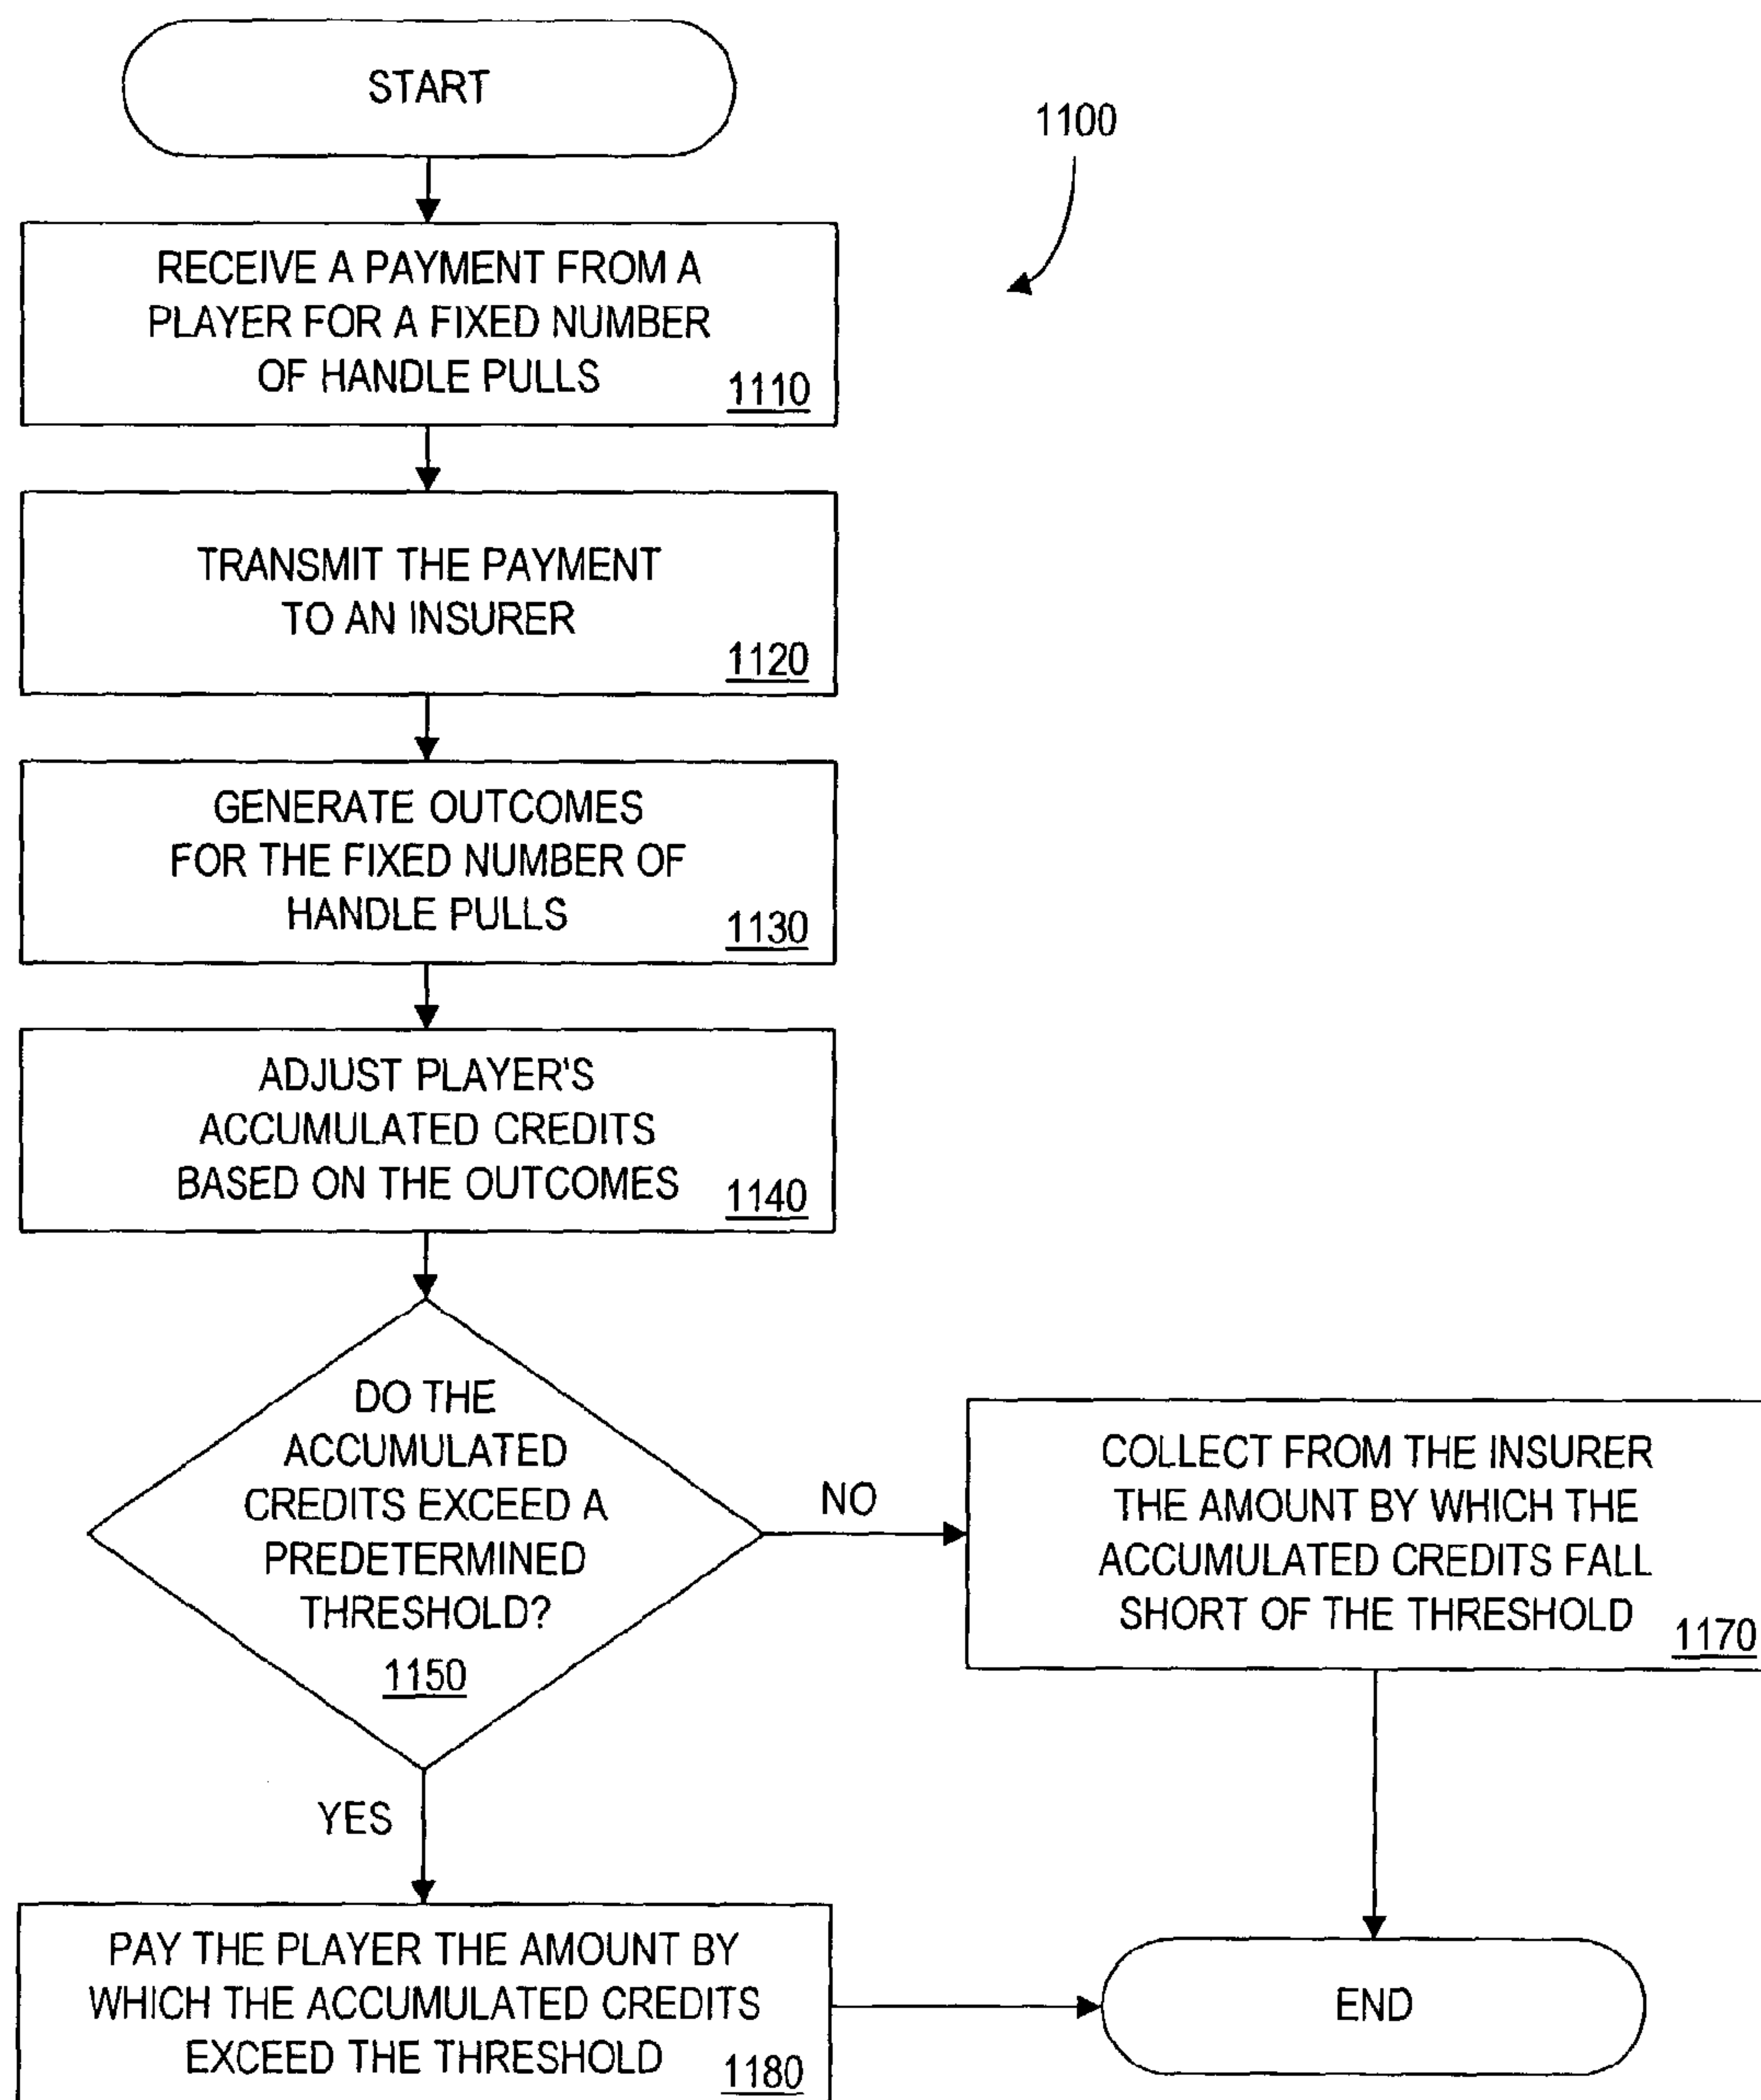 START
1100
RECEIVE A PAYMENT FROM A
PLAYER FOR A FIXED NUMBER
OF HANDLE PULLS
1110
TRANSMIT THE PAYMENT
TO AN INSURER
1120
GENERATE OUTCOMES
FOR THE FIXED NUMBER OF
HANDLE PULLS
1130
ADJUST PLAYER'S
ACCUMULATED CREDITS
BASED ON THE OUTCOMES
1140
DO THE
ACCUMULATED
CREDITS EXCEED A
PREDETERMINED
THRESHOLD?
1150
NO
COLLECT FROM THE INSURER
THE AMOUNT BY WHICH THE
ACCUMULATED CREDITS FALL
SHORT OF THE THRESHOLD
1170
YES
PAY THE PLAYER THE AMOUNT BY
WHICH THE ACCUMULATED CREDITS
EXCEED THE THRESHOLD
1180
END